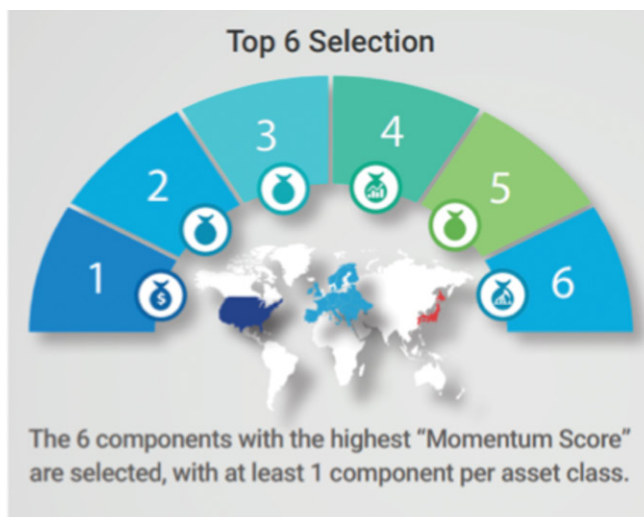 Top 6 Selection
1
2
3
4
5
6
$
The 6 components with the highest “Momentum Score”
are selected, with at least 1 component per asset class.